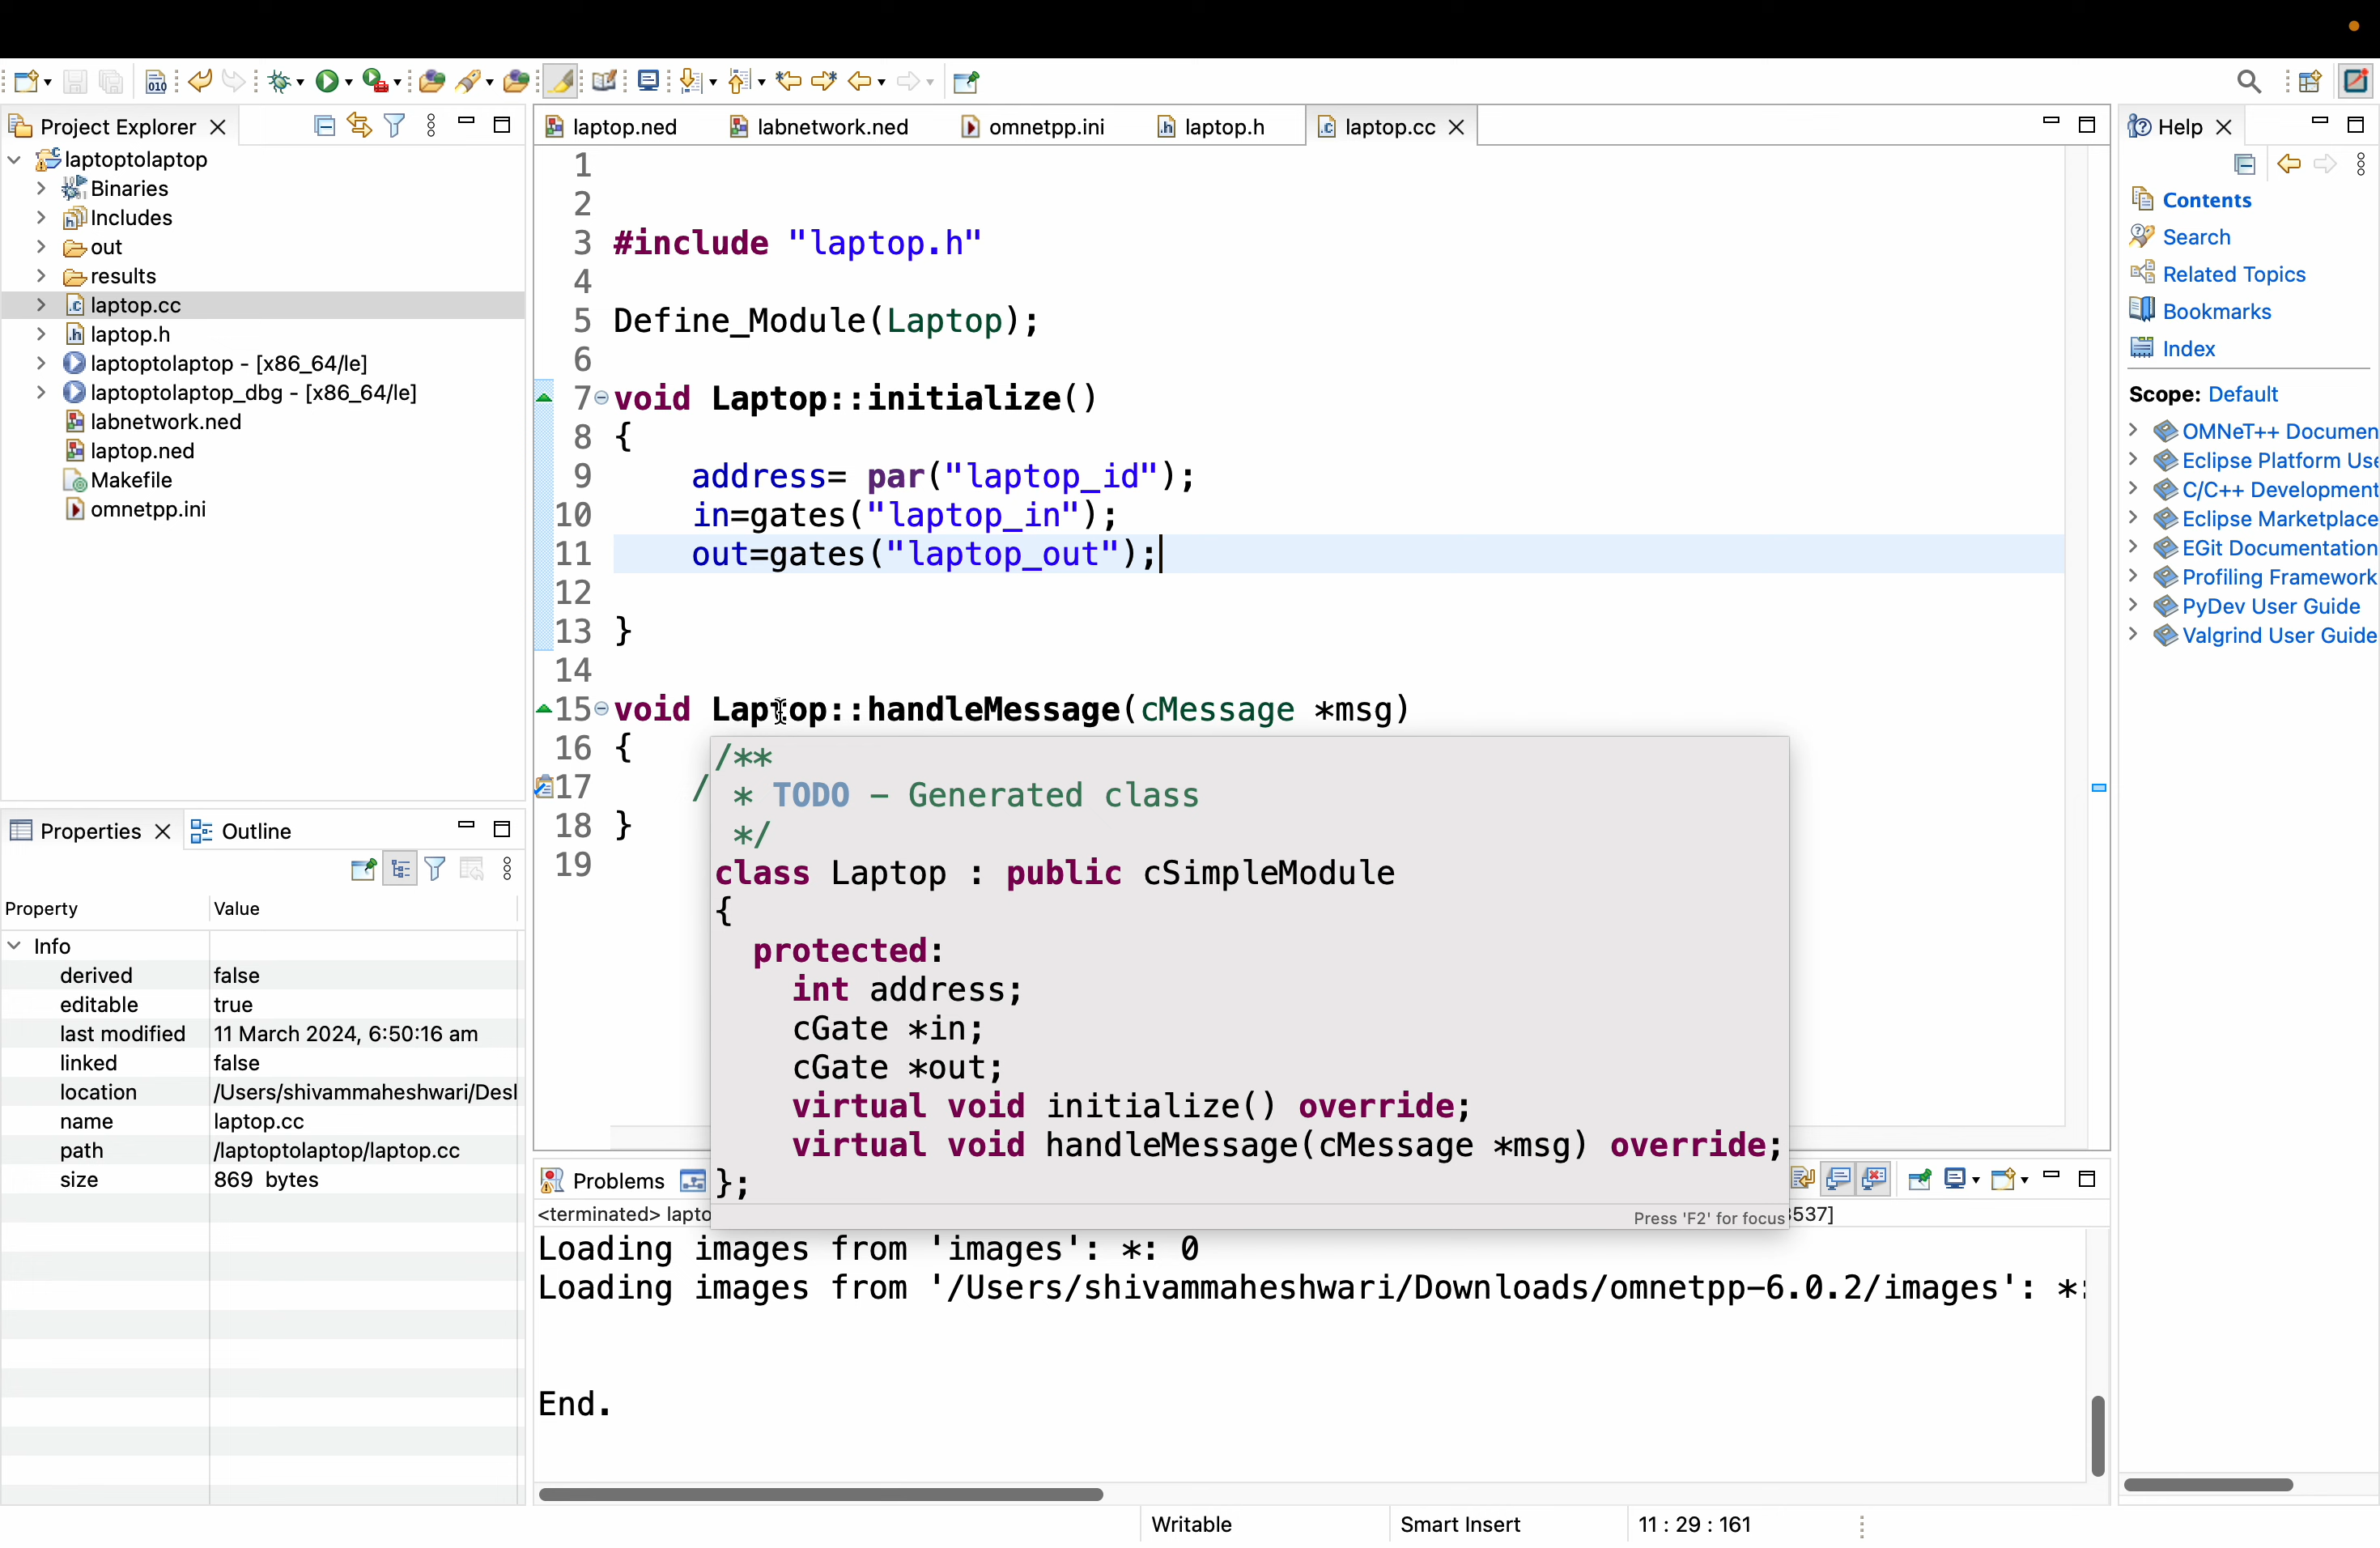 Project Explorer
laptoptolaptop
Binaries
Includes
out
results
laptop.cc
laptop.h
laptoptolaptop - [x86_64/le]
laptoptolaptop_dbg - [x86_64/le]
labnetwork.ned
laptop.ned
Makefile
omnetpp.ini
Properties
Outline
Property Value
Info
derived false
editable true
last modified 11 March 2024, 6:50:16 am
linked false
location /Users/shivammaheshwari/Desl
name laptop.cc
path /laptoptolaptop/laptop.cc
size 869 bytes
laptop.ned labnetwork.ned omnetpp.ini laptop.h laptop.cc
1
2
3 #include "laptop.h"
4
5 Define_Module(Laptop);
6
7 void Laptop::initialize()
8 {
9 address= par("laptop_id");
10 in=gates("laptop_in");
11 out=gates("laptop_out");
12
13 }
14
15 void Laptop::handleMessage(cMessage *msg)
16 {
17 /
18 }
19
/**
* TODO – Generated class
*/
class Laptop : public cSimpleModule
{
protected:
int address;
cGate *in;
cGate *out;
virtual void initialize() override;
virtual void handleMessage(cMessage *msg) override;
};
Press 'F2' for focus
Problems
<terminated> lapto
537]
Loading images from 'images': *: 0
Loading images from '/Users/shivammaheshwari/Downloads/omnetpp-6.0.2/images': *:
End.
Writable Smart Insert 11 : 29 : 161
Help
Contents
Search
Related Topics
Bookmarks
Index
Scope: Default
OMNeT++ Documen
Eclipse Platform Use
C/C++ Development
Eclipse Marketplace
EGit Documentation
Profiling Framework
PyDev User Guide
Valgrind User Guide